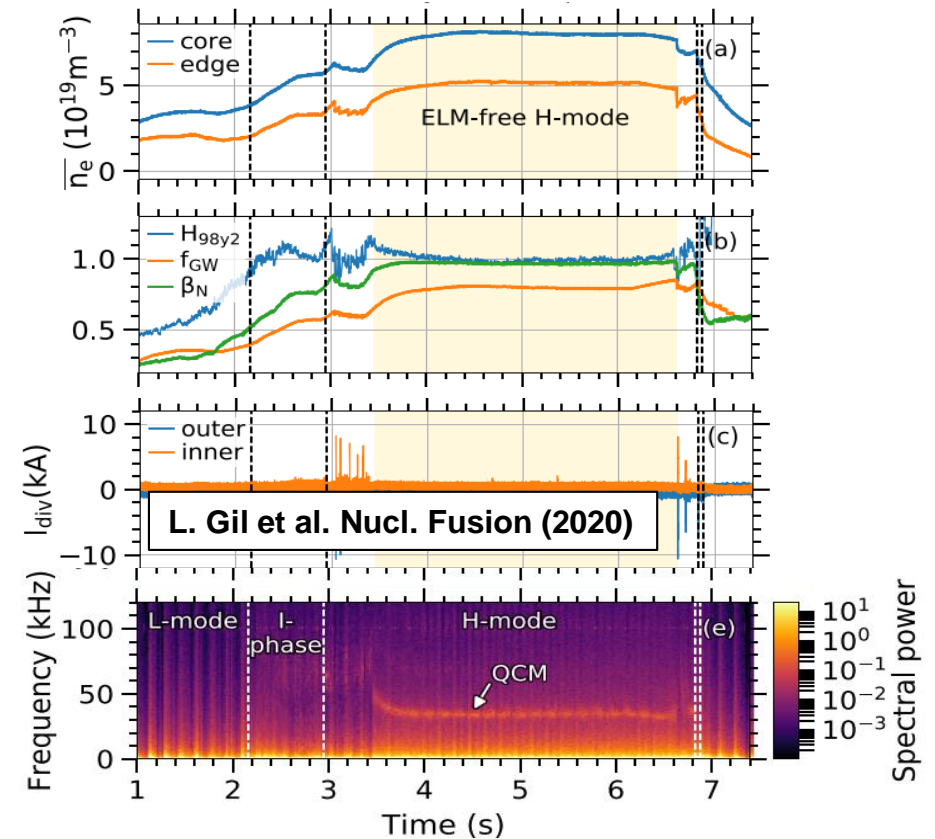 core
edge
(a)
5
0
n̅e (10¹⁹m⁻³)
ELM-free H-mode
H98y2
fGW
βN
(b)
1.0
0.5
outer
inner
(c)
10
0
−10
Idiv(kA)
L. Gil et al. Nucl. Fusion (2020)
L-mode
I-
phase
H-mode
(e)
QCM
100
50
0
Frequency (kHz)
10¹
10⁰
10⁻¹
10⁻²
10⁻³
Spectral power
1 2 3 4 5 6 7
Time (s)